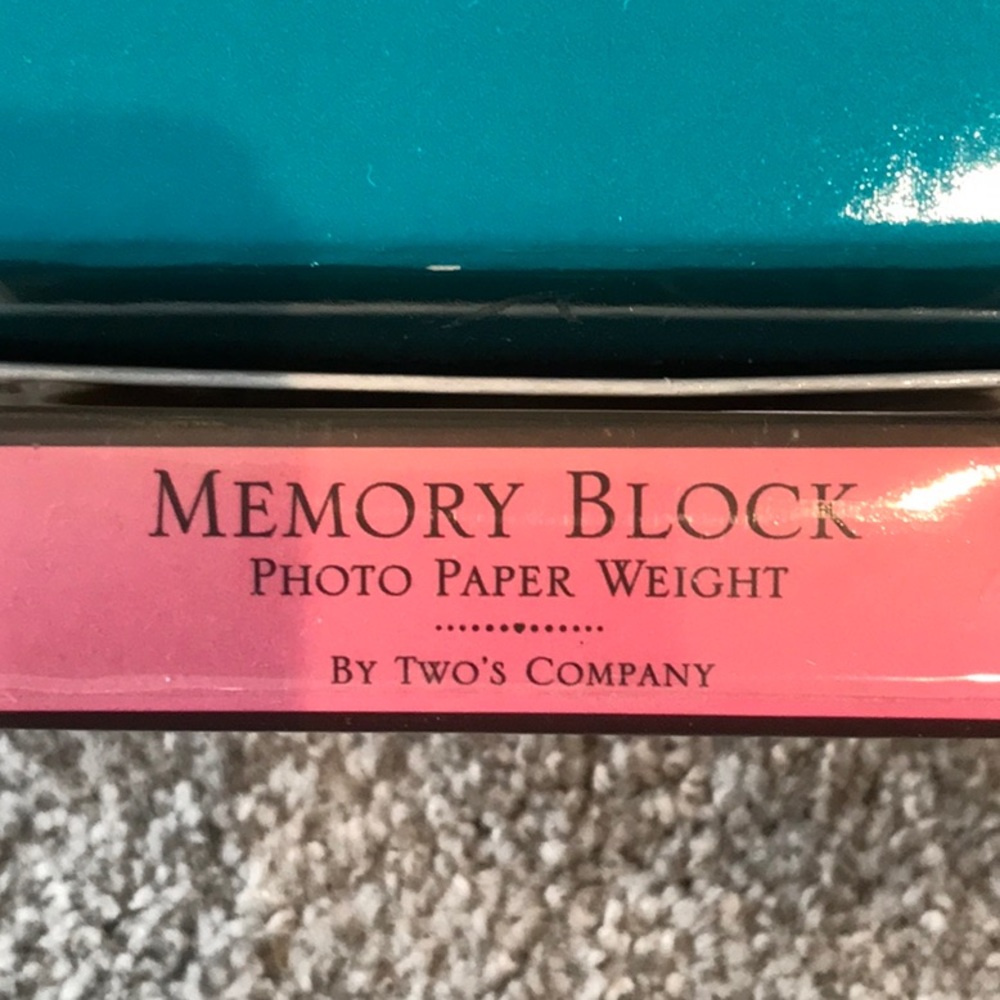 MEMORY BLOCK
PHOTO PAPER WEIGHT
BY TWO'S COMPANY